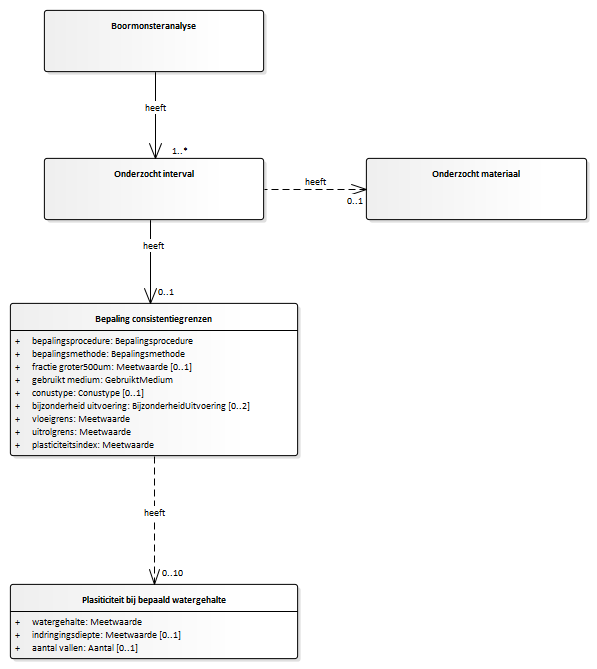 Boormonsteranalyse
heeft
1..*
Onderzocht interval
heeft
0..1
Onderzocht materiaal
heeft
0..1
Bepaling consistentiegrenzen
+ bepalingsprocedure: Bepalingsprocedure
+ bepalingsmethode: Bepalingsmethode
+ fractie groter500um: Meetwaarde [0..1]
+ gebruikt medium: GebruiktMedium
+ conustype: Conustype [0..1]
+ bijzonderheid uitvoering: BijzonderheidUitvoering [0..2]
+ vloeigrens: Meetwaarde
+ uitrolgrens: Meetwaarde
+ plasticiteitsindex: Meetwaarde
heeft
0..10
Plasiticiteit bij bepaald watergehalte
+ watergehalte: Meetwaarde
+ indringingsdiepte: Meetwaarde [0..1]
+ aantal vallen: Aantal [0..1]